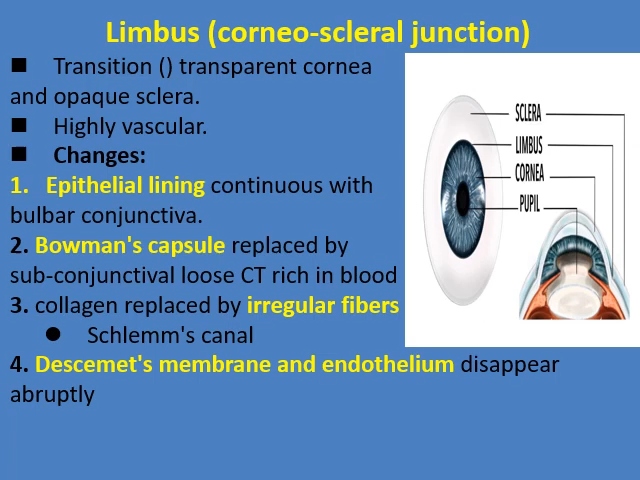 Limbus (corneo-scleral junction)
■ Transition () transparent cornea
and opaque sclera.
■ Highly vascular.
■ Changes:
1. Epithelial lining continuous with
bulbar conjunctiva.
2. Bowman's capsule replaced by
sub-conjunctival loose CT rich in blood
3. collagen replaced by irregular fibers
● Schlemm's canal
4. Descemet's membrane and endothelium disappear
abruptly
SCLERA
LIMBUS
CORNEA
PUPIL